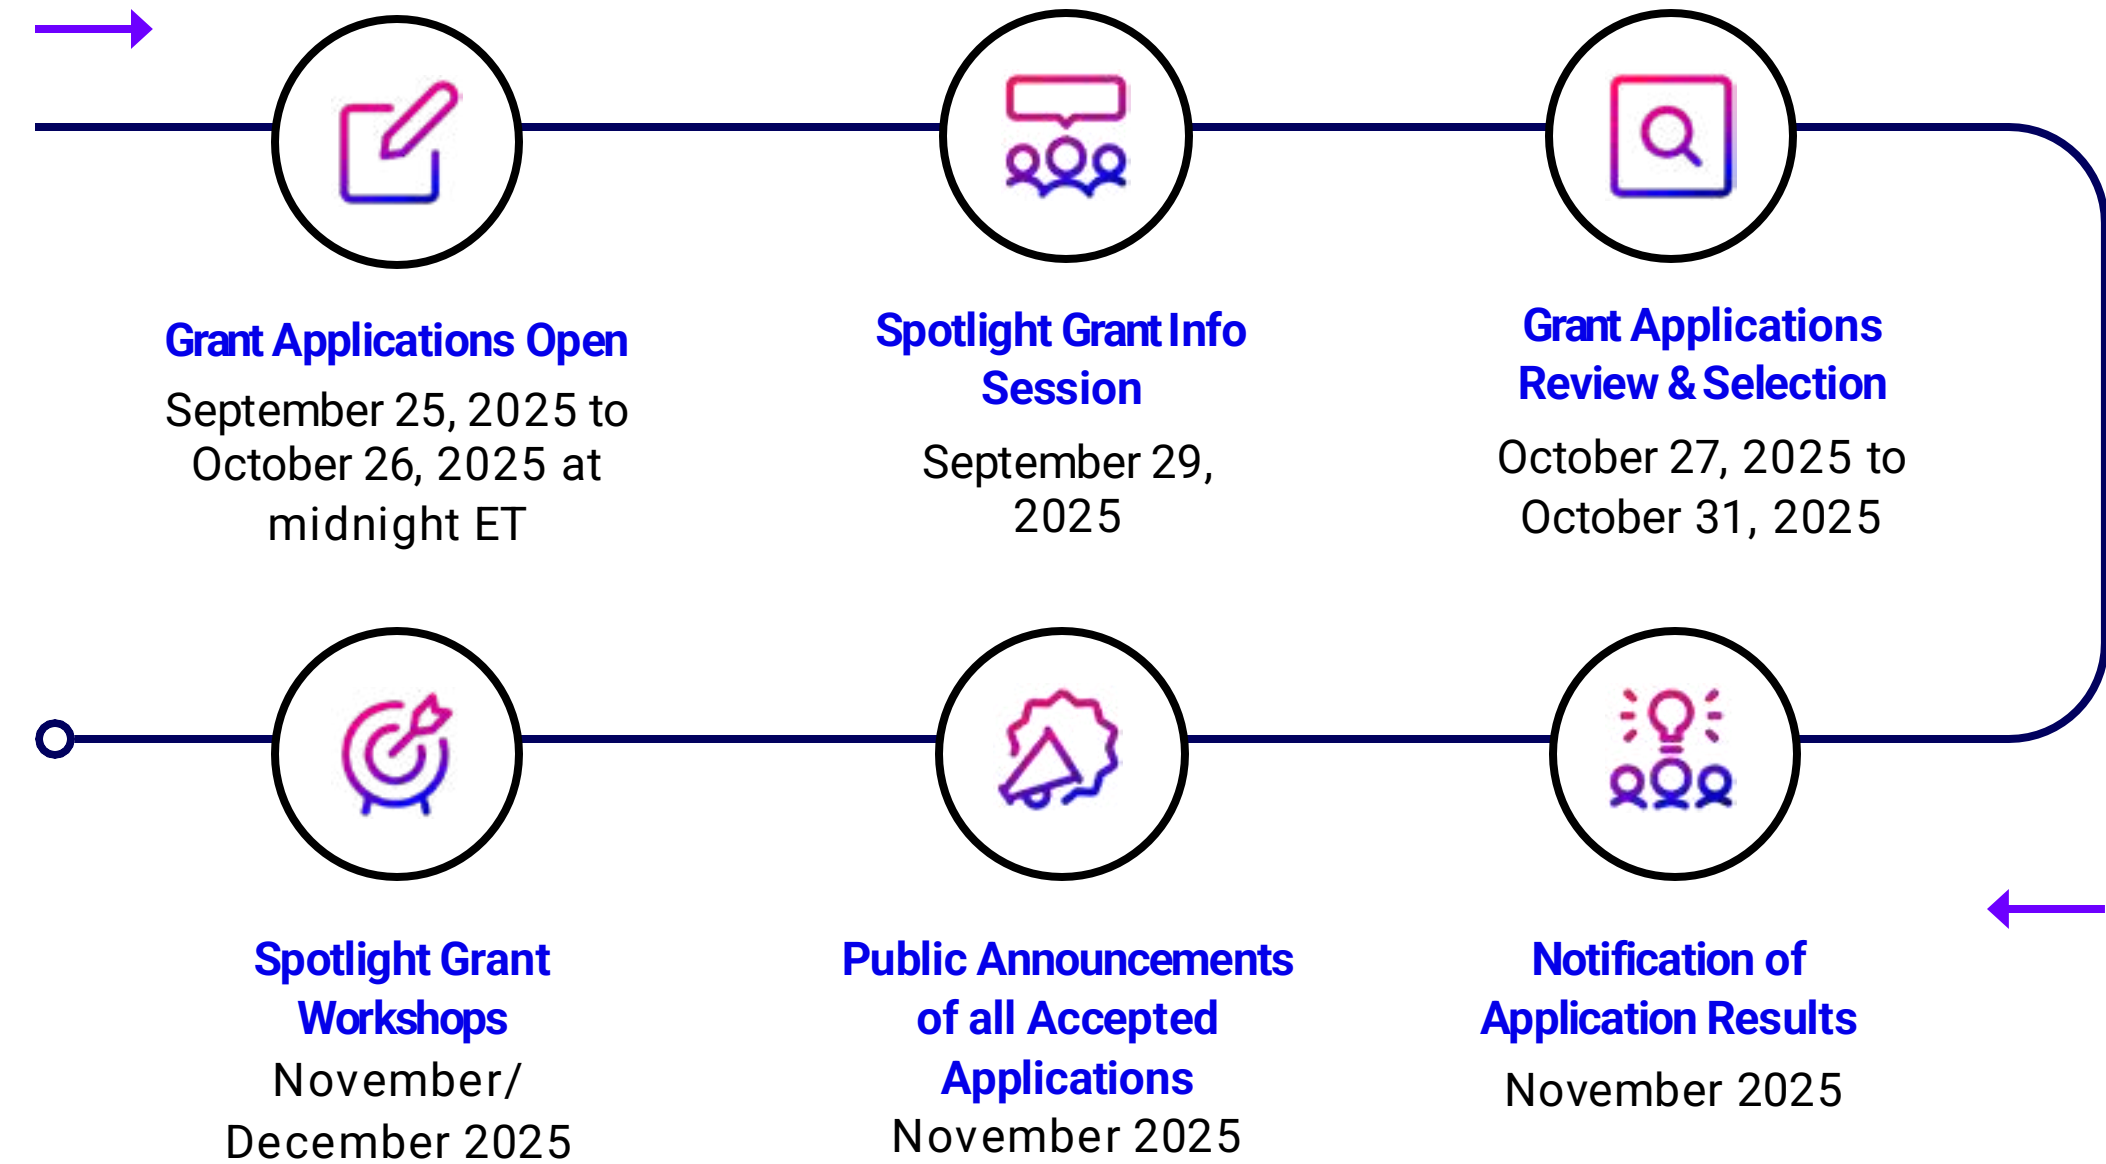 Grant Applications Open
September 25, 2025 to
October 26, 2025 at
midnight ET
Spotlight Grant Info
Session
September 29,
2025
Grant Applications
Review & Selection
October 27, 2025 to
October 31, 2025
Notification of
Application Results
November 2025
Public Announcements
of all Accepted
Applications
November 2025
Spotlight Grant
Workshops
November/
December 2025